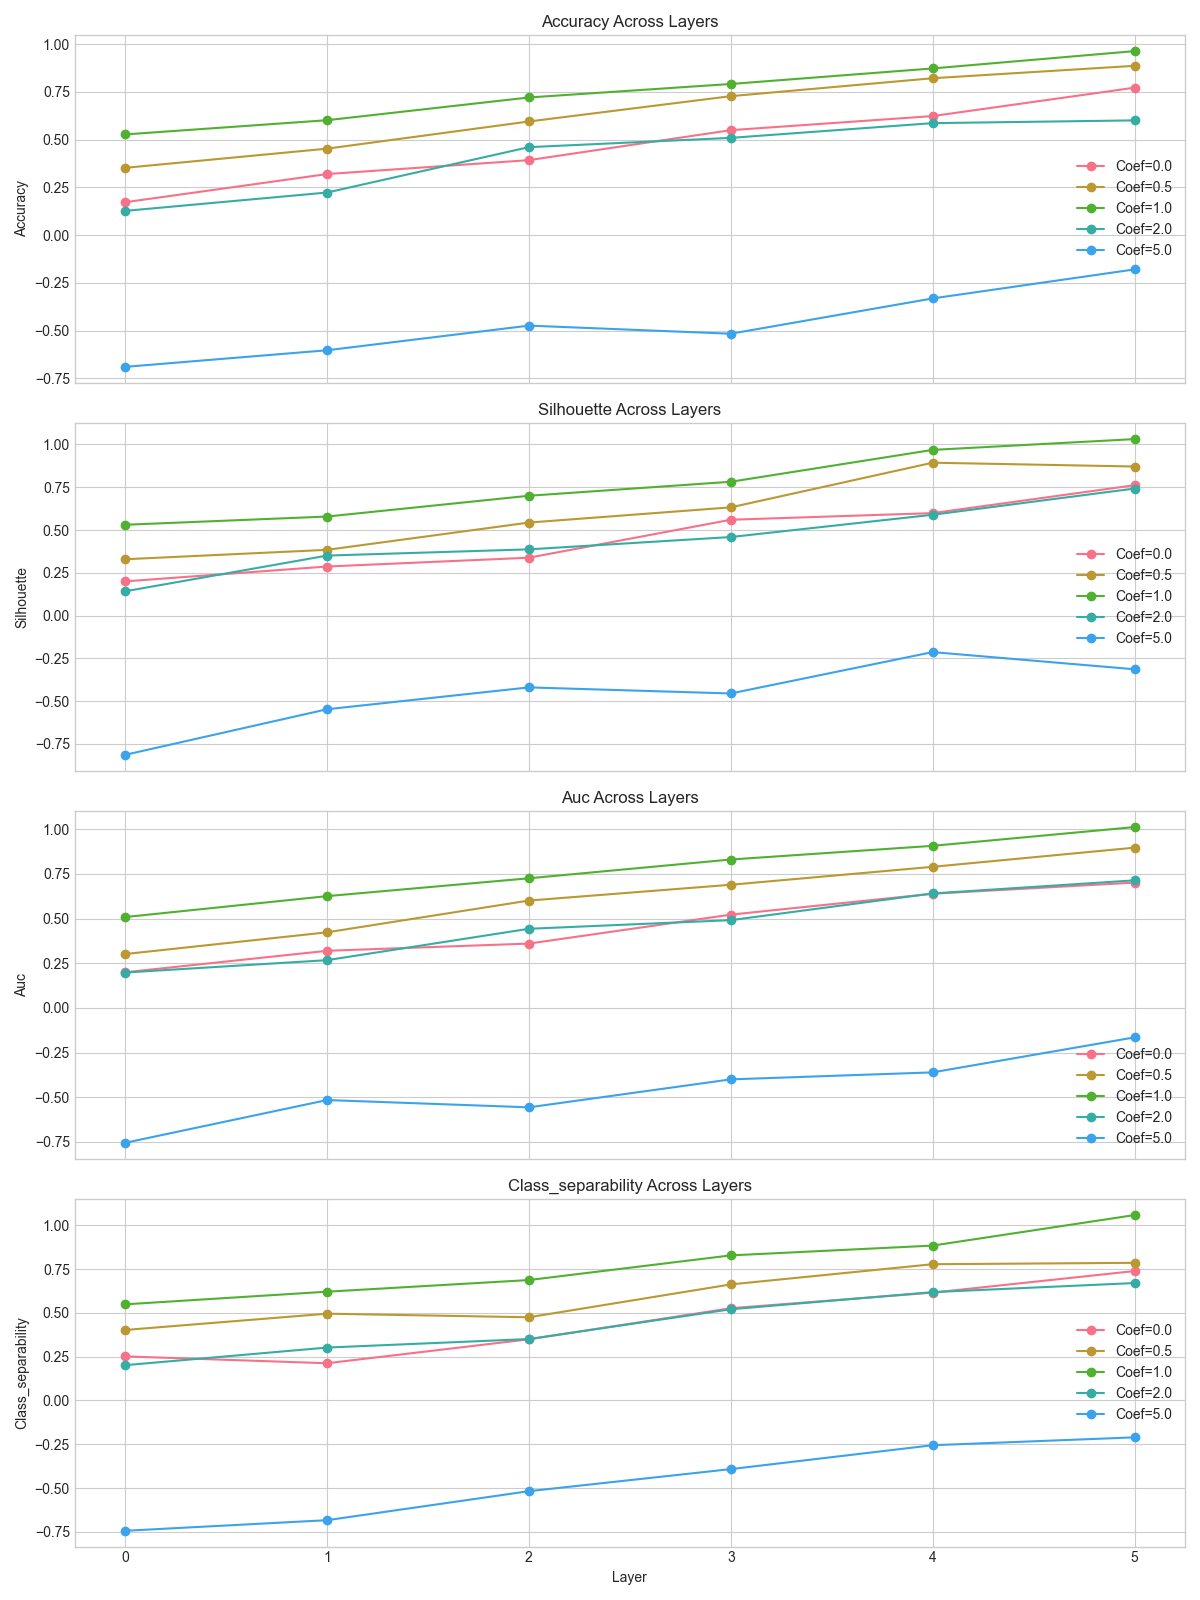 Accuracy Across Layers
1.00
0.75
0.50
0.25
0.00
−0.25
−0.50
−0.75
Accuracy
Coef=0.0
Coef=0.5
Coef=1.0
Coef=2.0
Coef=5.0
Silhouette Across Layers
1.00
0.75
0.50
0.25
0.00
−0.25
−0.50
−0.75
Silhouette
Coef=0.0
Coef=0.5
Coef=1.0
Coef=2.0
Coef=5.0
Auc Across Layers
1.00
0.75
0.50
0.25
0.00
−0.25
−0.50
−0.75
Auc
Coef=0.0
Coef=0.5
Coef=1.0
Coef=2.0
Coef=5.0
Class_separability Across Layers
1.00
0.75
0.50
0.25
0.00
−0.25
−0.50
−0.75
Class_separability
Coef=0.0
Coef=0.5
Coef=1.0
Coef=2.0
Coef=5.0
0 1 2 3 4 5
Layer